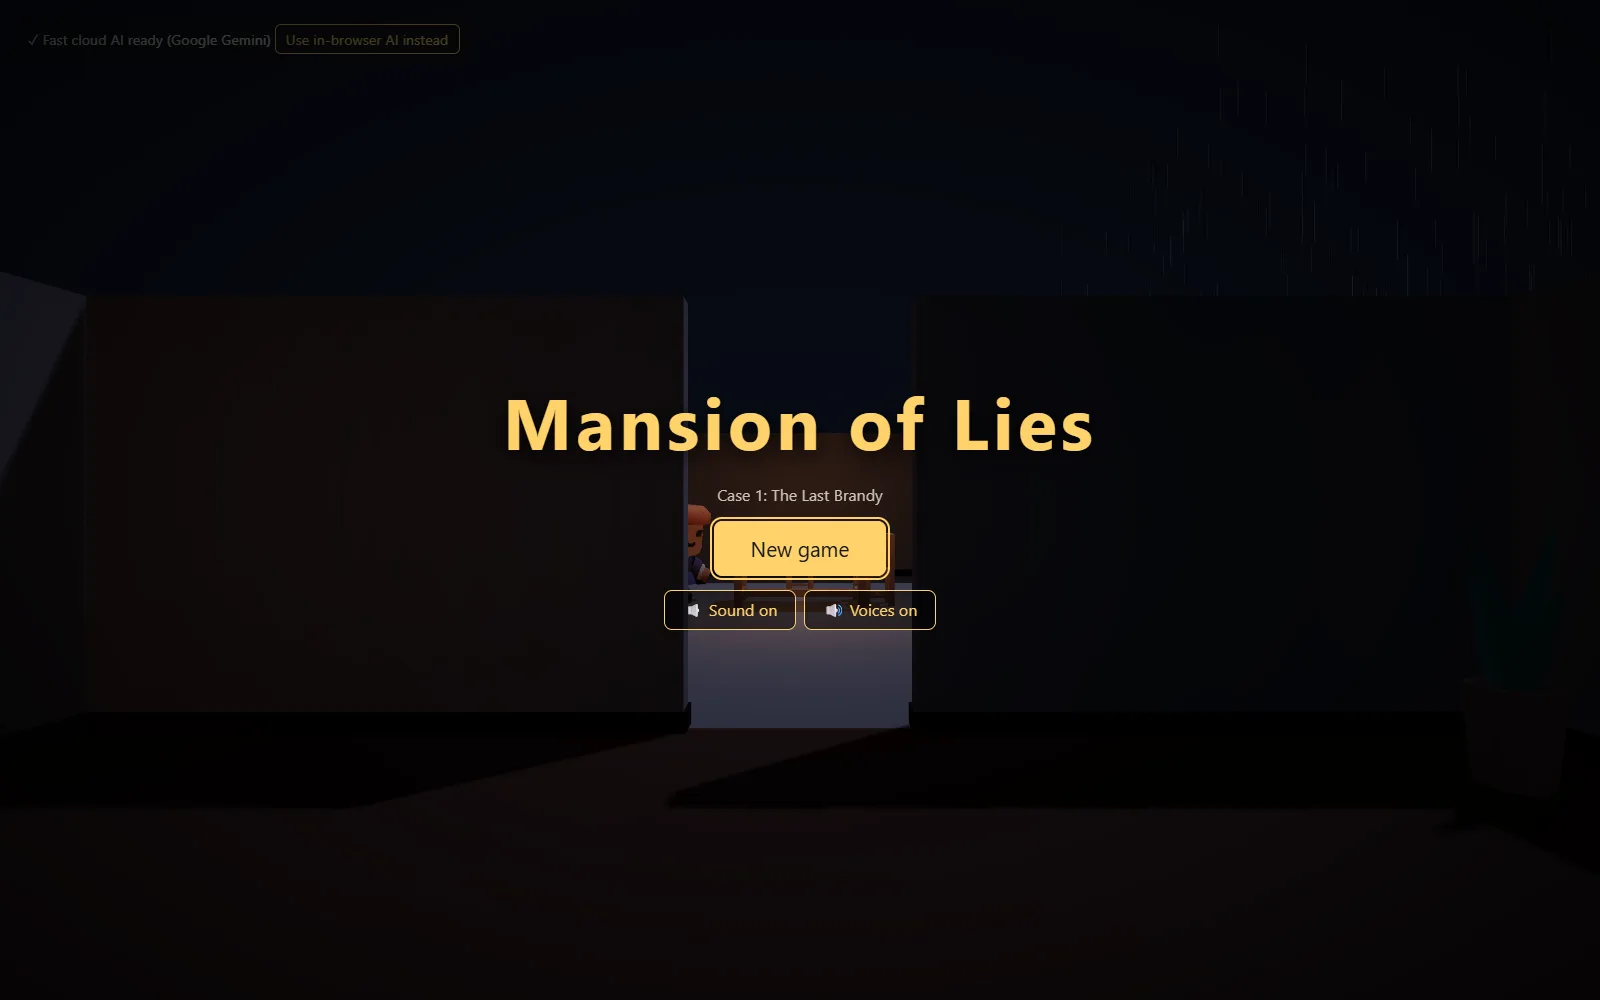 ✓ Fast cloud AI ready (Google Gemini) Use in-browser AI instead
Mansion of Lies
Case 1: The Last Brandy
New game
🔈 Sound on 🔊 Voices on